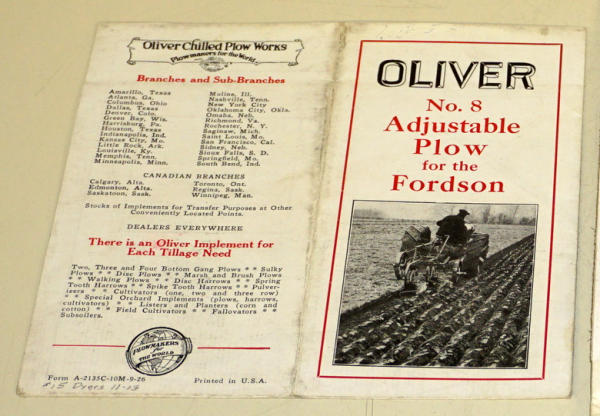 Oliver Chilled Plow Works
Plowmakers for the World
Branches and Sub-Branches
Amarillo, Texas
Atlanta, Ga.
Columbus, Ohio
Dallas, Texas
Denver, Colo.
Green Bay, Wis.
Harrisburg, Pa.
Houston, Texas
Indianapolis, Ind.
Kansas City, Mo.
Little Rock, Ark.
Louisville, Ky.
Memphis, Tenn.
Minneapolis, Minn.
Moline, Ill.
Nashville, Tenn.
New York City
Oklahoma City, Okla.
Omaha, Neb.
Richmond, Va.
Rochester, N. Y.
Saginaw, Mich.
Saint Louis, Mo.
San Francisco, Cal.
Sidney, Neb.
Sioux Falls, S. D.
Springfield, Mo.
South Bend, Ind.
CANADIAN BRANCHES
Calgary, Alta.
Edmonton, Alta.
Saskatoon, Sask.
Toronto, Ont.
Regina, Sask.
Winnipeg, Man.
Stocks of Implements for Transfer Purposes at Other
Conveniently Located Points.
DEALERS EVERYWHERE
There is an Oliver Implement for
Each Tillage Need
Two, Three and Four Bottom Gang Plows * * Sulky
Plows * * Disc Plows * * Marsh and Brush Plows
* * Walking Plows * * Disc Harrows * * Spring
Tooth Harrows * * Spike Tooth Harrows * * Pulver-
izers * * Cultivators (one, two and three row)
* * Special Orchard Implements (plows, harrows,
cultivators) * * Listers and Planters (corn and
cotton) * * Field Cultivators * * Fallovators * *
Subsoilers.
PLOWMAKERS
FOR
THE WORLD
Form A-2135C-10M-9-26
Printed in U.S.A.
OLIVER
No. 8
Adjustable
Plow
for the
Fordson